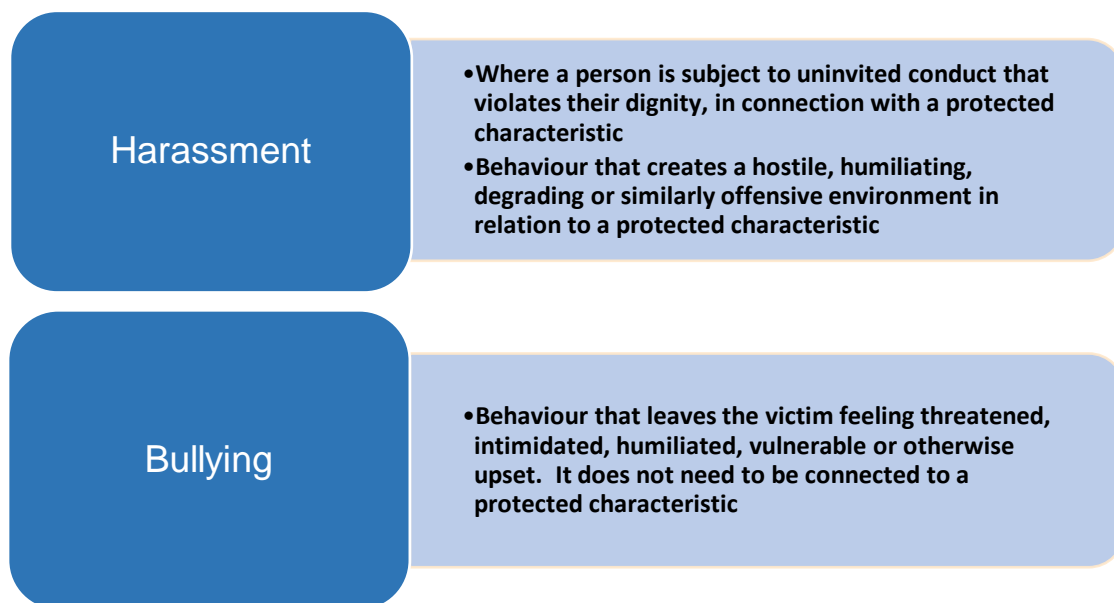 Harassment
•Where a person is subject to uninvited conduct that
violates their dignity, in connection with a protected
characteristic
•Behaviour that creates a hostile, humiliating,
degrading or similarly offensive environment in
relation to a protected characteristic
Bullying
•Behaviour that leaves the victim feeling threatened,
intimidated, humiliated, vulnerable or otherwise
upset.  It does not need to be connected to a
protected characteristic